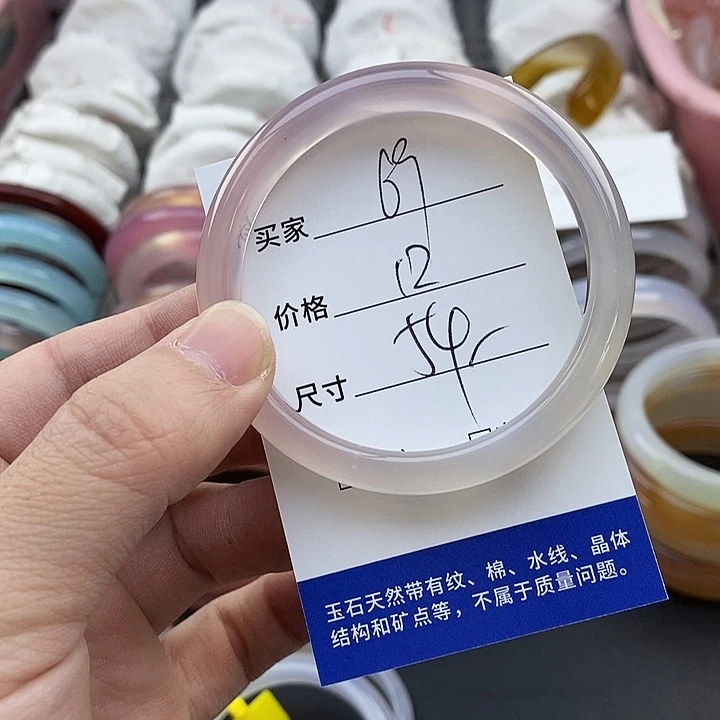 买家
价格 12
尺寸 54
玉石天然带有纹、棉、水线、晶体
结构和矿点等，不属于质量问题。